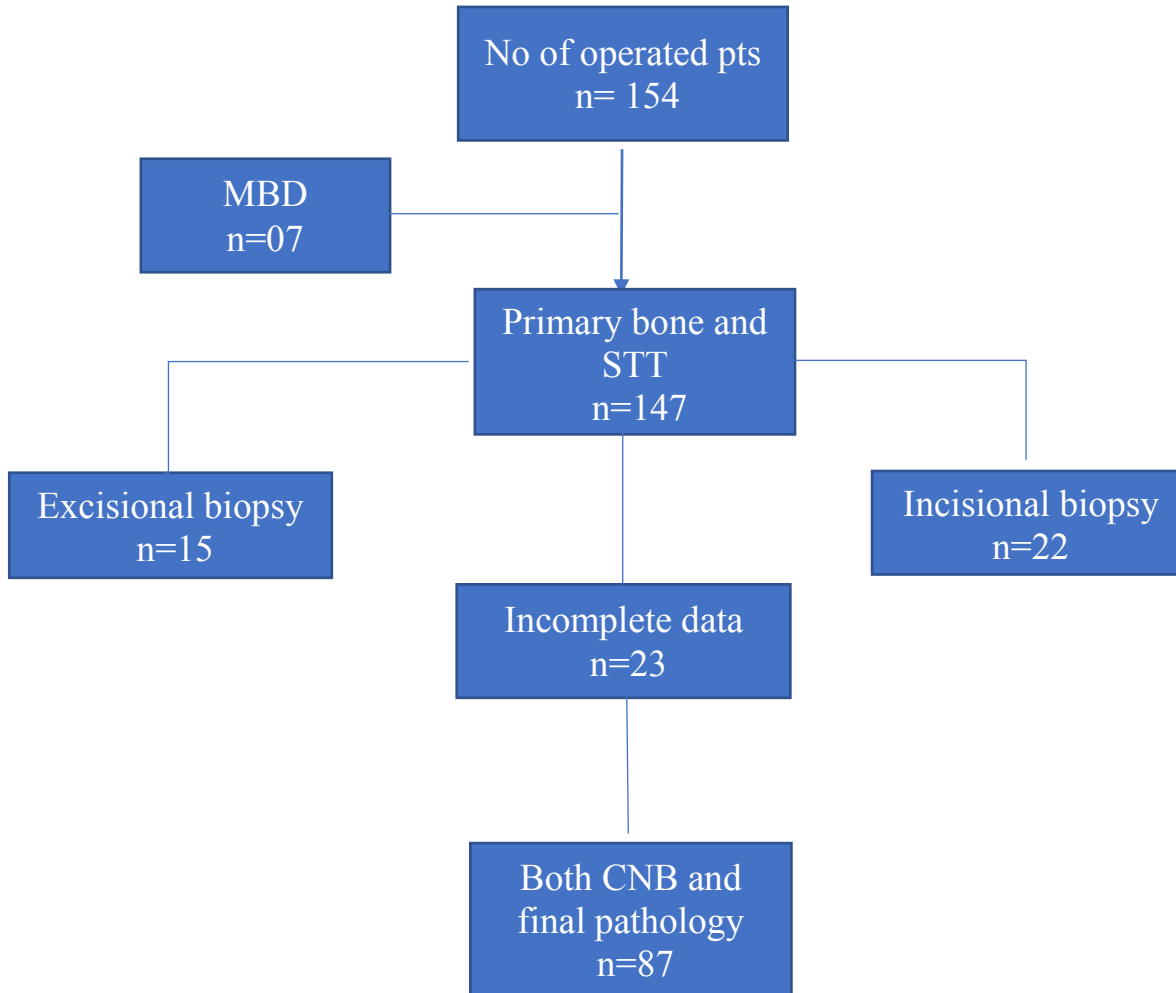 No of operated pts
n= 154
MBD
n=07
Primary bone and
STT
n=147
Excisional biopsy
n=15
Incisional biopsy
n=22
Incomplete data
n=23
Both CNB and
final pathology
n=87